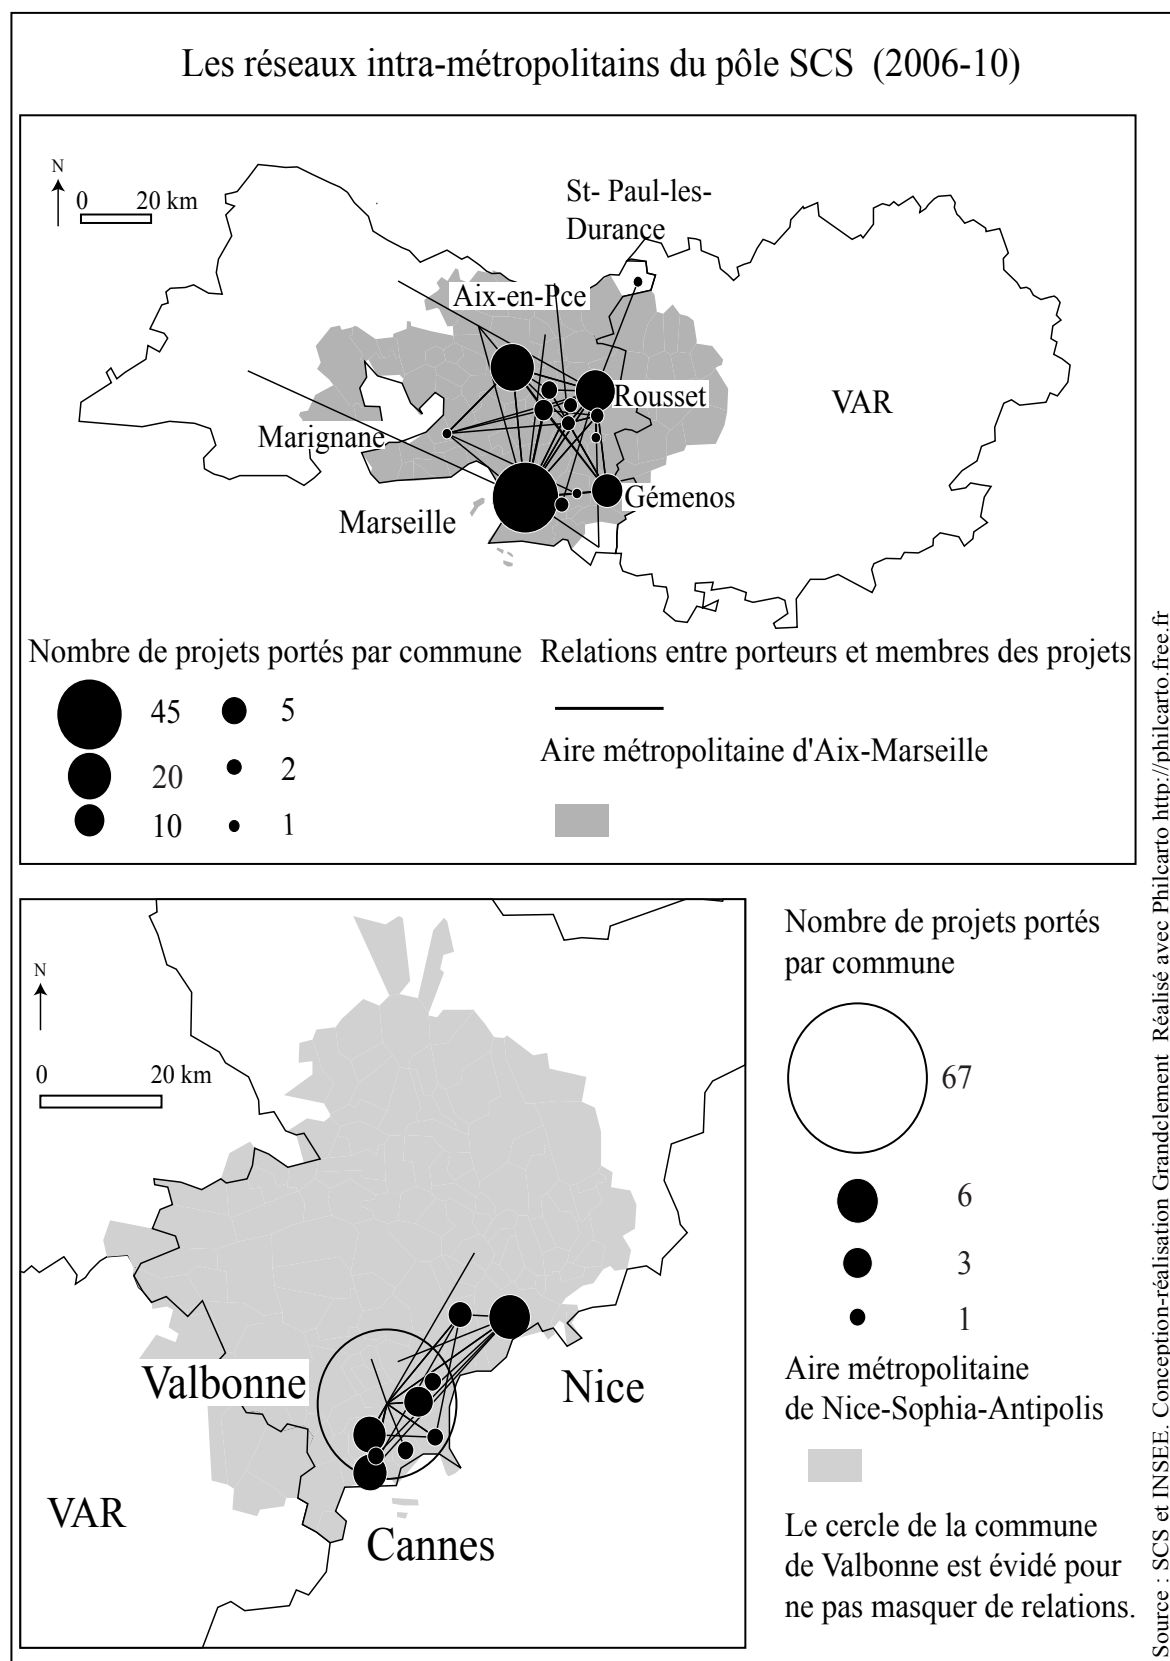 Les réseaux intra-métropolitains du pôle SCS (2006-10)
N
0 20 km
St- Paul-les-
Durance
Aix-en-Pce
Rousset
VAR
Marignane
Gémenos
Marseille
Nombre de projets portés par commune
45
5
20
2
10
1
Relations entre porteurs et membres des projets
Aire métropolitaine d'Aix-Marseille
N
0 20 km
Valbonne
Nice
VAR
Cannes
Nombre de projets portés
par commune
67
6
3
1
Aire métropolitaine
de Nice-Sophia-Antipolis
Le cercle de la commune
de Valbonne est évidé pour
ne pas masquer de relations.
Source : SCS et INSEE. Conception-réalisation Grandclement Réalisé avec Philcarto http://philcarto.free.fr